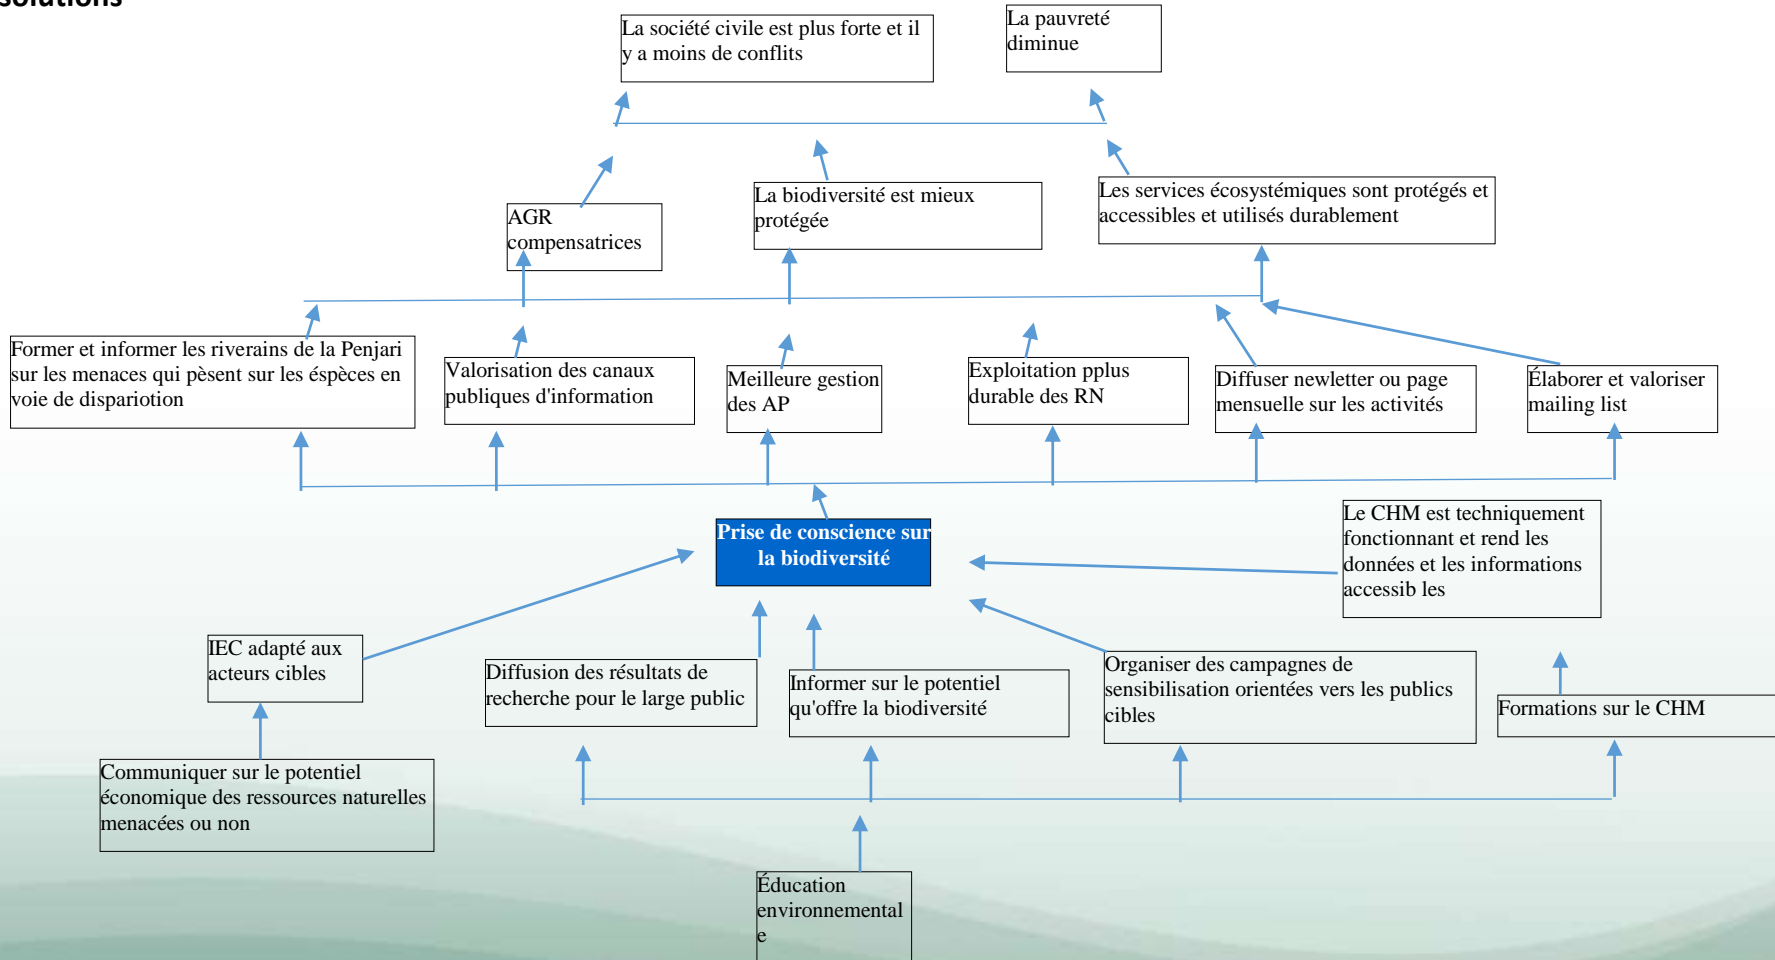 solutions
La société civile est plus forte et il
y a moins de conflits
La pauvreté
diminue
AGR
compensatrices
La biodiversité est mieux
protégée
Les services écosystémiques sont protégés et
accessibles et utilisés durablement
Former et informer les riverains de la Penjari
sur les menaces qui pèsent sur les éspèces en
voie de dispariotion
Valorisation des canaux
publiques d'information
Meilleure gestion
des AP
Exploitation pplus
durable des RN
Diffuser newletter ou page
mensuelle sur les activités
Élaborer et valoriser
mailing list
Prise de conscience sur
la biodiversité
Le CHM est techniquement
fonctionnant et rend les
données et les informations
accessib les
IEC adapté aux
acteurs cibles
Diffusion des résultats de
recherche pour le large public
Informer sur le potentiel
qu'offre la biodiversité
Organiser des campagnes de
sensibilisation orientées vers les publics
cibles
Formations sur le CHM
Communiquer sur le potentiel
économique des ressources naturelles
menacées ou non
Éducation
environnemental
e